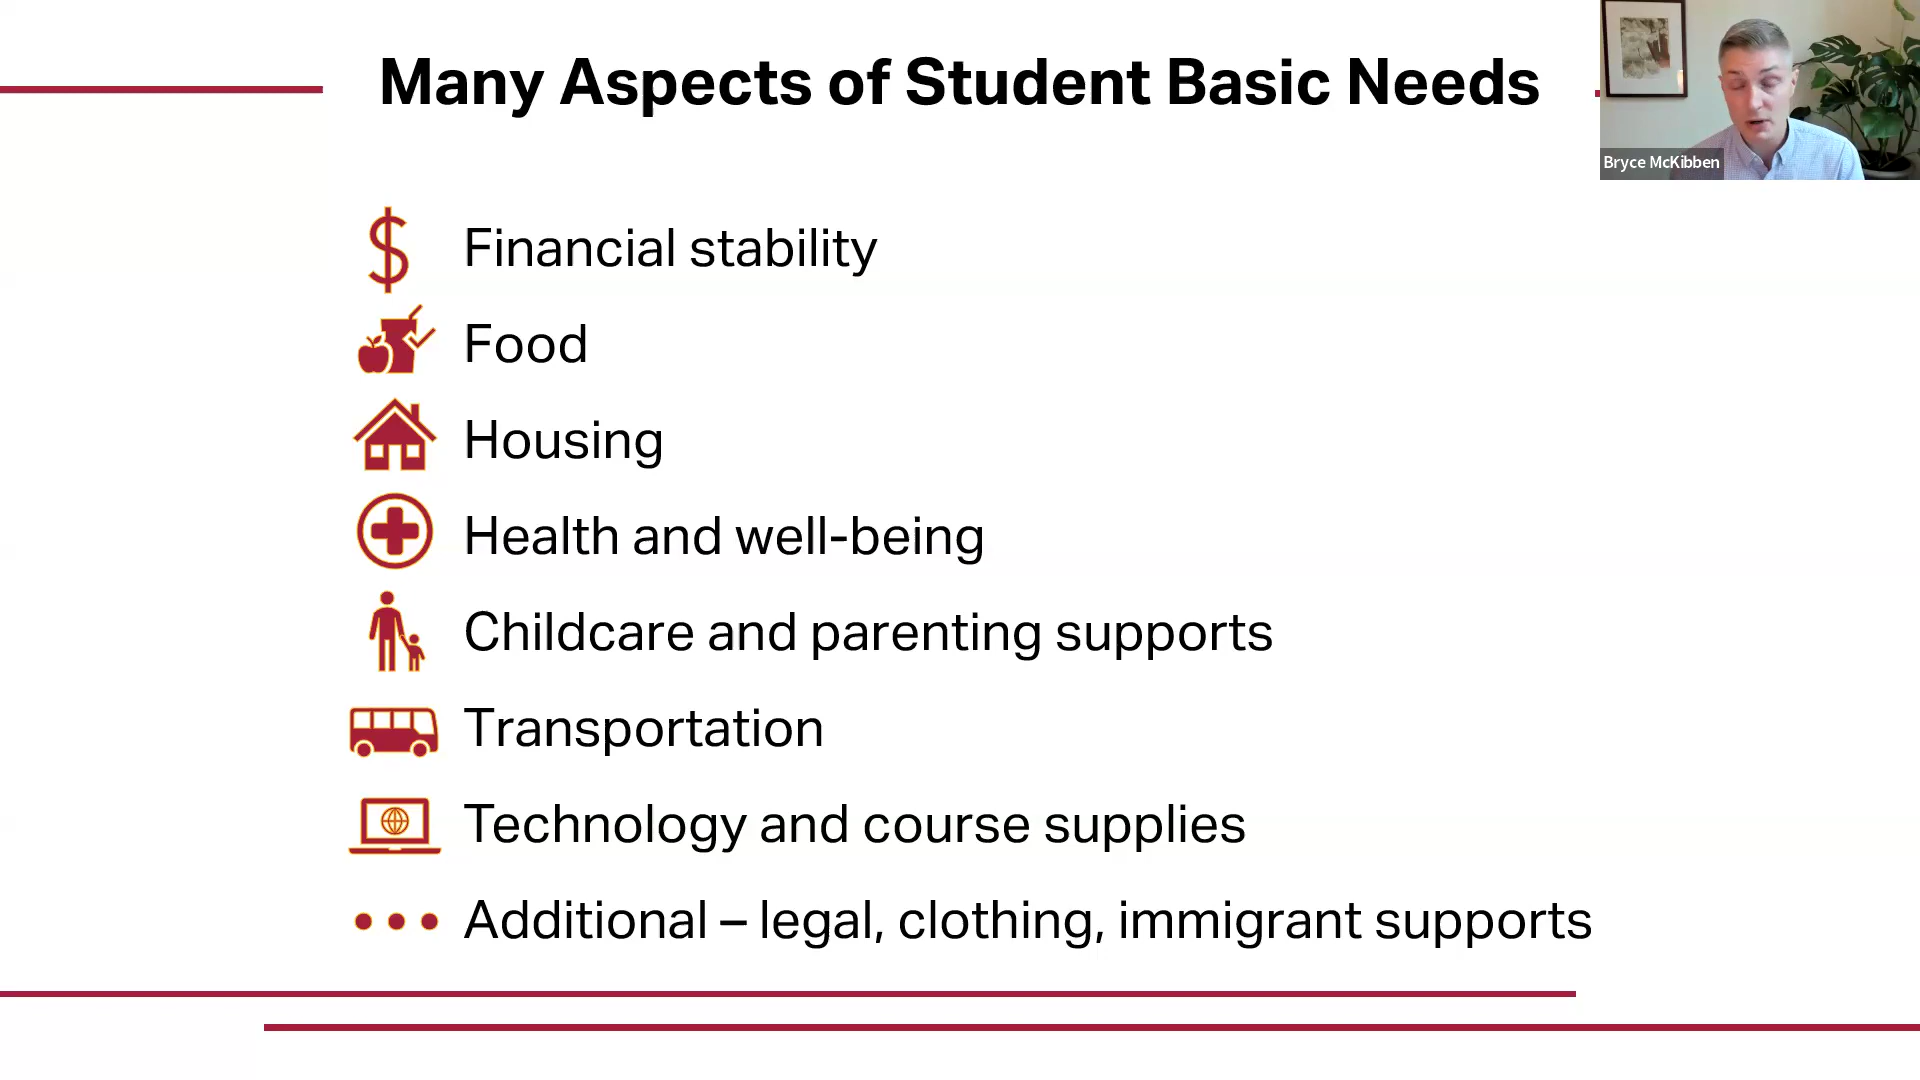 Many Aspects of Student Basic Needs
Bryce McKibben
Financial stability
Food
Housing
Health and well-being
Childcare and parenting supports
Transportation
Technology and course supplies
Additional – legal, clothing, immigrant supports